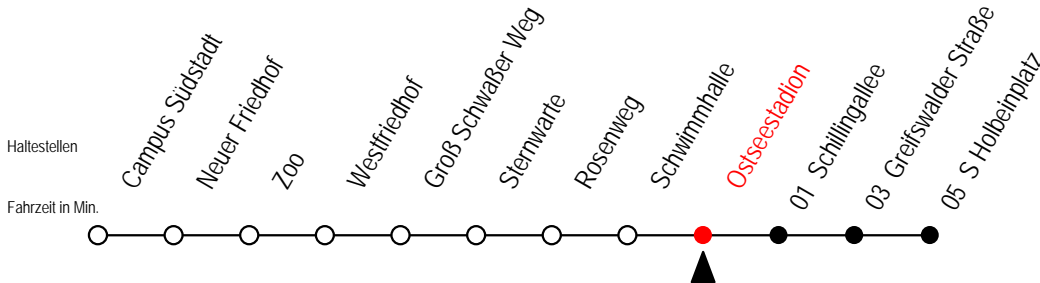 Haltestellen
Fahrzeit in Min.
Campus Südstadt
Neuer Friedhof
Zoo
Westfriedhof
Groß Schwaßer Weg
Sternwarte
Rosenweg
Schwimmhalle
Ostseestadion
01 Schillingallee
03 Greifswalder Straße
05 S Holbeinplatz